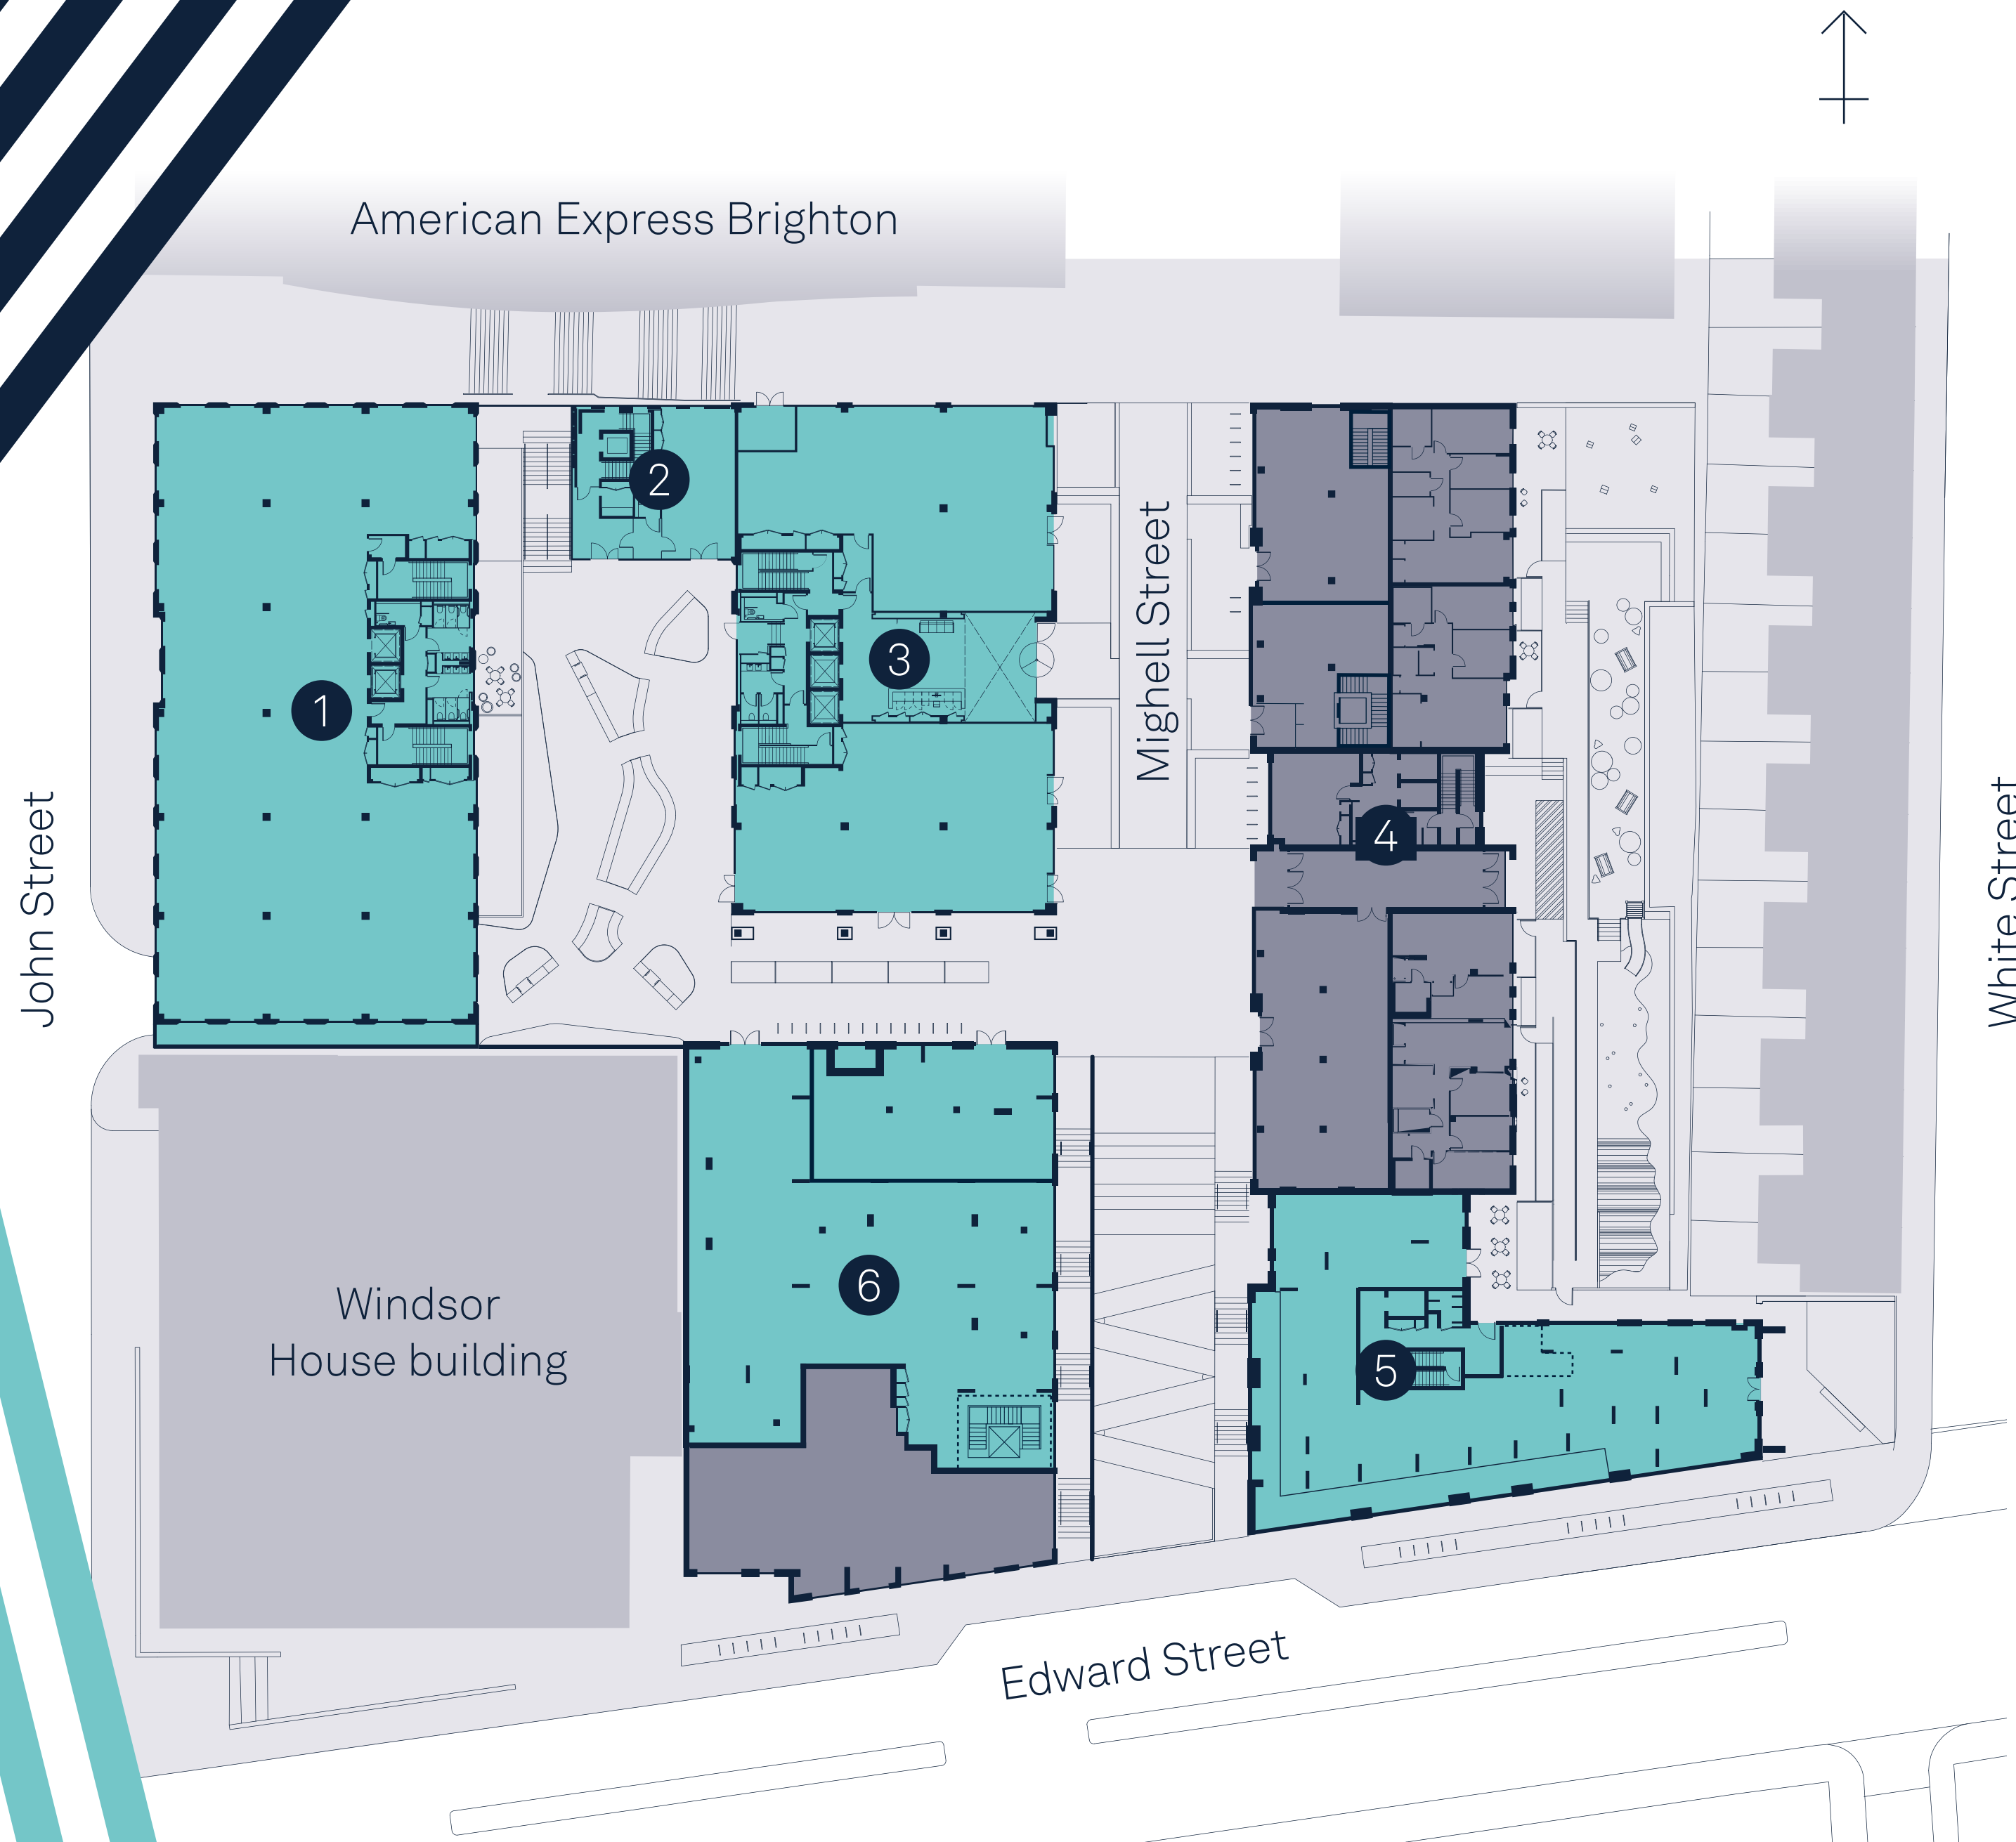 American Express Brighton
2
Mighell Street
3
1
4
John Street
White Street
6
Windsor
House building
5
Edward Street